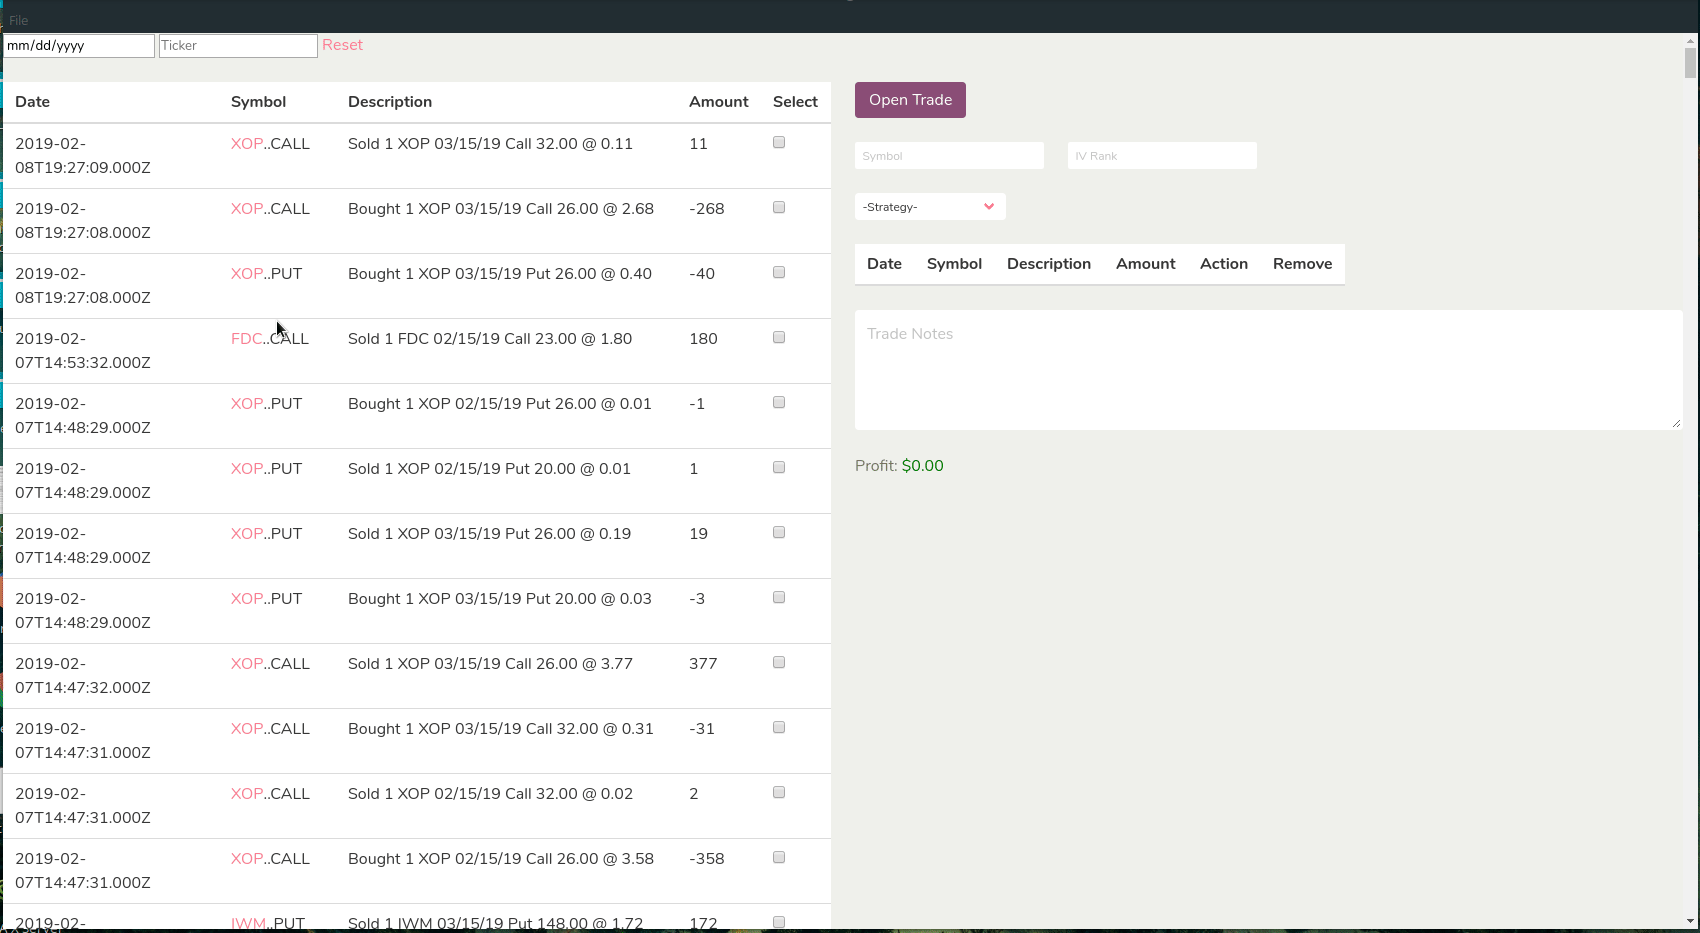 File
mm/dd/yyyy Ticker Reset
Date Symbol Description Amount Select
2019-02-
08T19:27:09.000Z XOP..CALL Sold 1 XOP 03/15/19 Call 32.00 @ 0.11 11
2019-02-
08T19:27:08.000Z XOP..CALL Bought 1 XOP 03/15/19 Call 26.00 @ 2.68 -268
2019-02-
08T19:27:08.000Z XOP..PUT Bought 1 XOP 03/15/19 Put 26.00 @ 0.40 -40
2019-02-
07T14:53:32.000Z FDC..CALL Sold 1 FDC 02/15/19 Call 23.00 @ 1.80 180
2019-02-
07T14:48:29.000Z XOP..PUT Bought 1 XOP 02/15/19 Put 26.00 @ 0.01 -1
2019-02-
07T14:48:29.000Z XOP..PUT Sold 1 XOP 02/15/19 Put 20.00 @ 0.01 1
2019-02-
07T14:48:29.000Z XOP..PUT Sold 1 XOP 03/15/19 Put 26.00 @ 0.19 19
2019-02-
07T14:48:29.000Z XOP..PUT Bought 1 XOP 03/15/19 Put 20.00 @ 0.03 -3
2019-02-
07T14:47:32.000Z XOP..CALL Sold 1 XOP 03/15/19 Call 26.00 @ 3.77 377
2019-02-
07T14:47:31.000Z XOP..CALL Bought 1 XOP 03/15/19 Call 32.00 @ 0.31 -31
2019-02-
07T14:47:31.000Z XOP..CALL Sold 1 XOP 02/15/19 Call 32.00 @ 0.02 2
2019-02-
07T14:47:31.000Z XOP..CALL Bought 1 XOP 02/15/19 Call 26.00 @ 3.58 -358
2019-02- IWM..PUT Sold 1 IWM 03/15/19 Put 148.00 @ 1.72 172
Open Trade
Symbol IV Rank
-Strategy-
Date Symbol Description Amount Action Remove
Trade Notes
Profit: $0.00